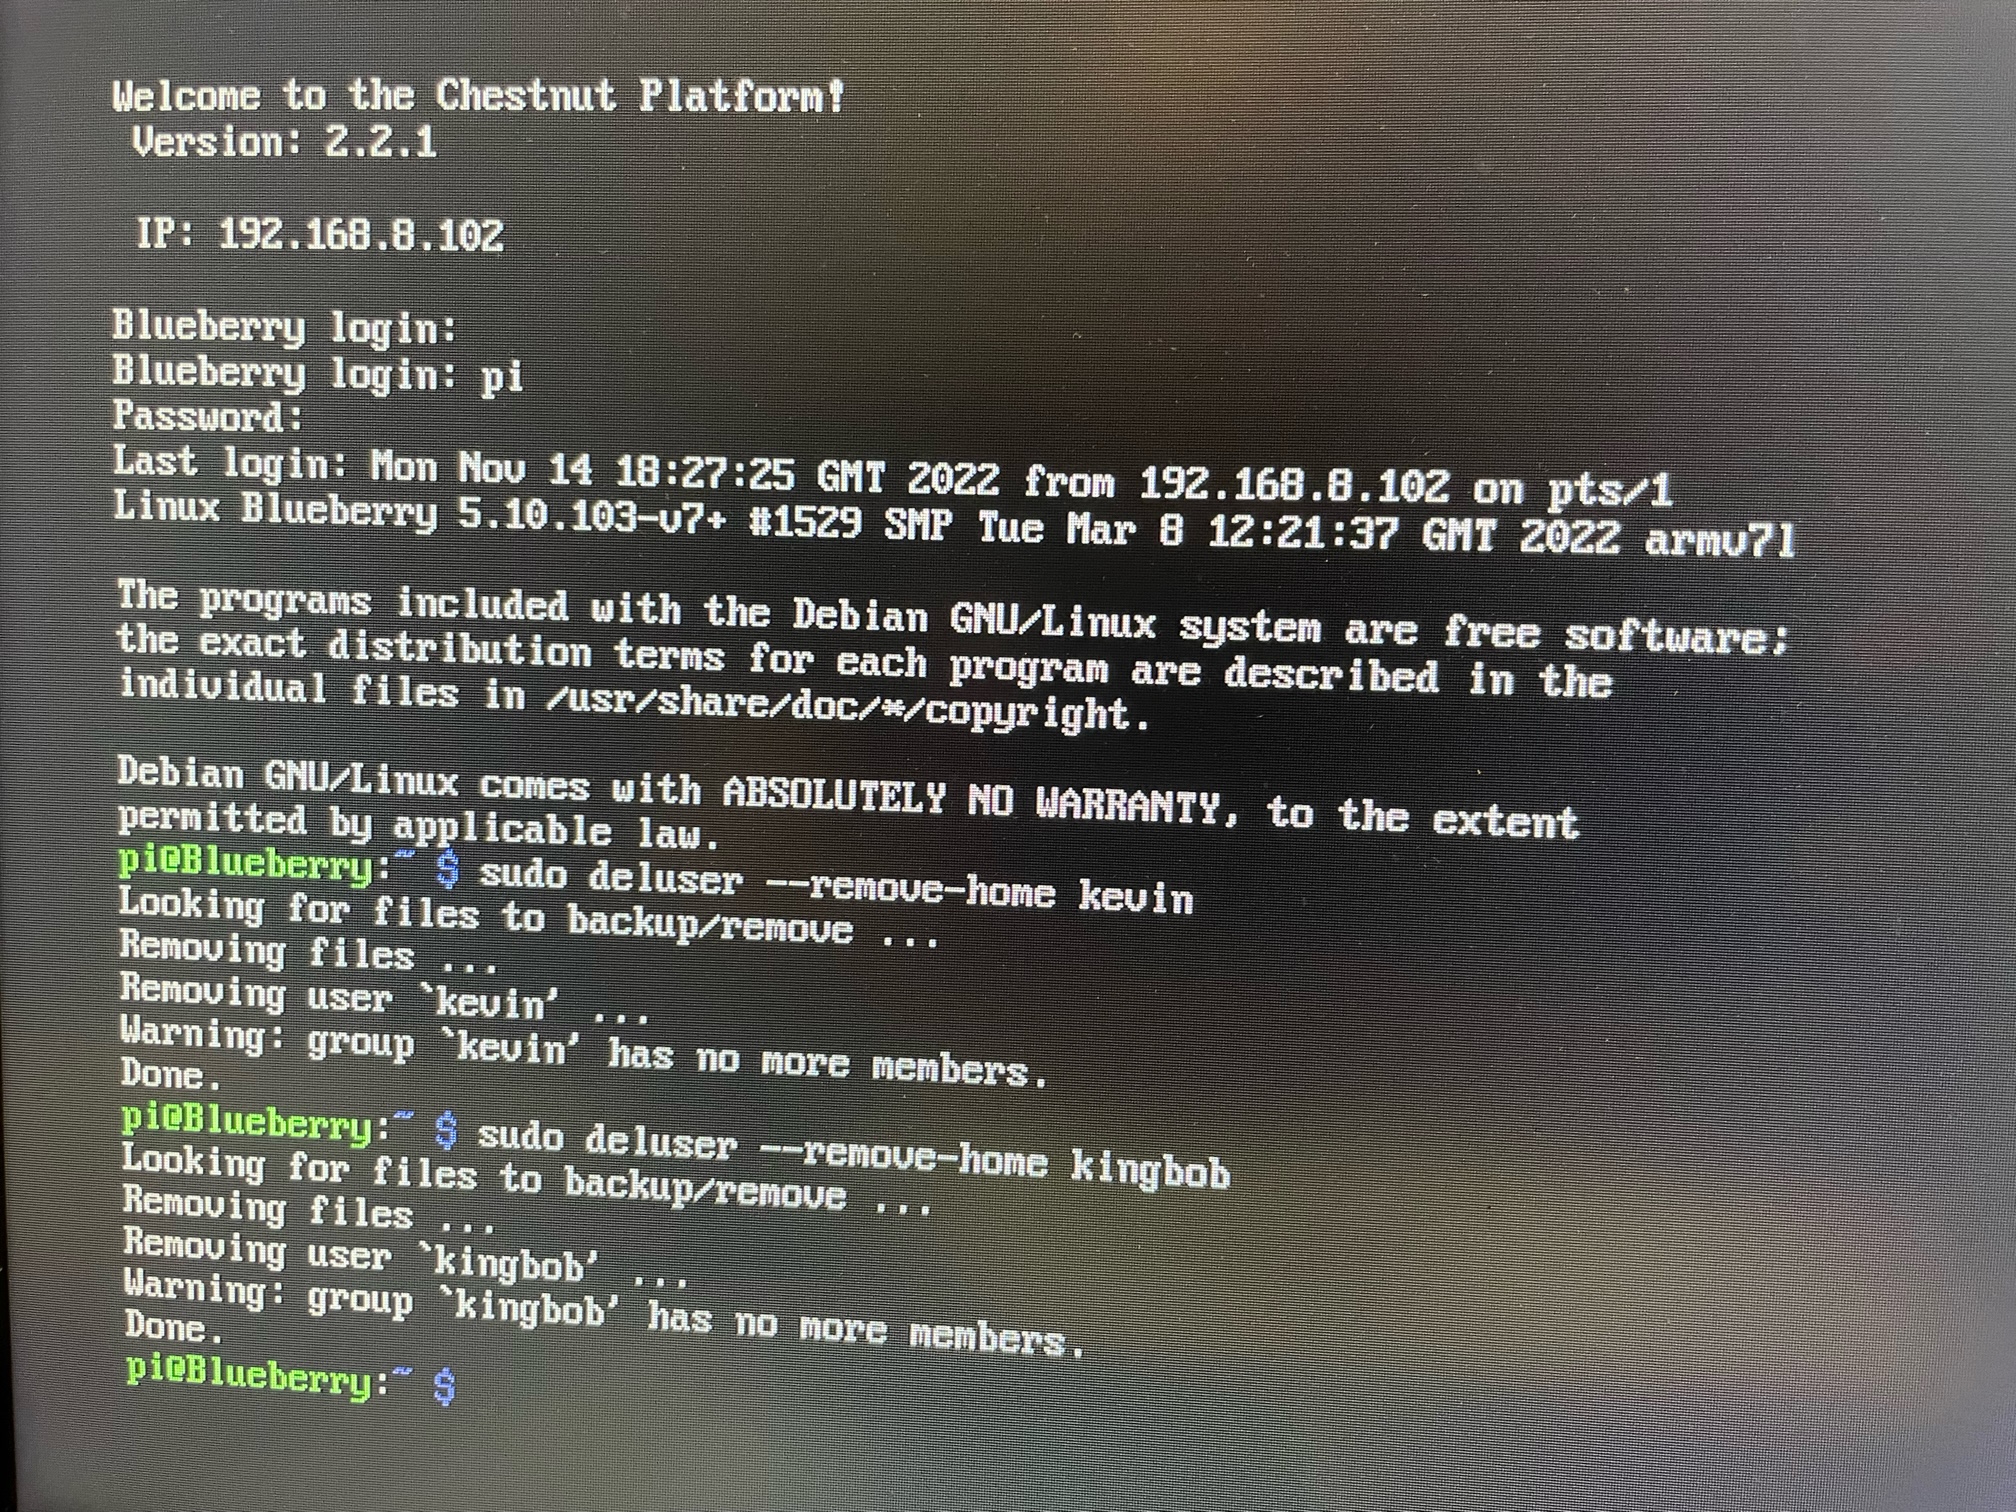 Welcome to the Chestnut Platform!
Version: 2.2.1
IP: 192.168.8.102
Blueberry login:
Blueberry login: pi
Password:
Last login: Mon Nov 14 18:27:25 GMT 2022 from 192.168.8.102 on pts/1
Linux Blueberry 5.10.103-v7+ #1529 SMP Tue Mar 8 12:21:37 GMT 2022 armv7l
The programs included with the Debian GNU/Linux system are free software;
the exact distribution terms for each program are described in the
individual files in /usr/share/doc/*/copyright.
Debian GNU/Linux comes with ABSOLUTELY NO WARRANTY, to the extent
permitted by applicable law.
pi@Blueberry:~ $ sudo deluser --remove-home kevin
Looking for files to backup/remove ...
Removing files ...
Removing user `kevin' ...
Warning: group `kevin' has no more members.
Done.
pi@Blueberry:~ $ sudo deluser --remove-home kingbob
Looking for files to backup/remove ...
Removing files ...
Removing user `kingbob' ...
Warning: group `kingbob' has no more members.
Done.
pi@Blueberry:~ $